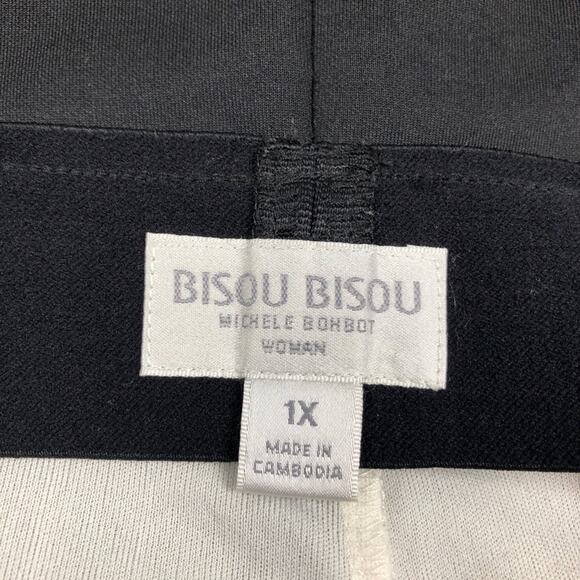 BISOU BISOU
MICHELE BOHBOT
WOMAN
1X
MADE IN
CAMBODIA